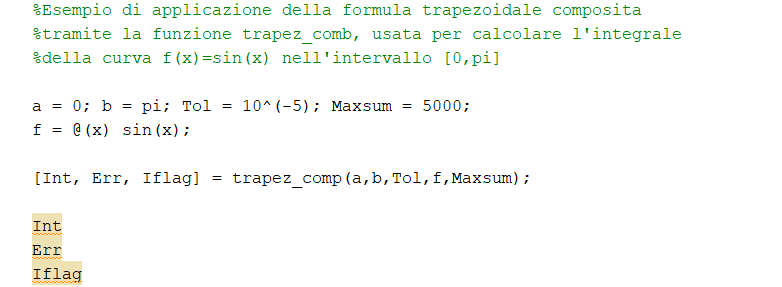 %Esempio di applicazione della formula trapezoidale composita
%tramite la funzione trapez_comb, usata per calcolare l'integrale
%della curva f(x)=sin(x) nell'intervallo [0,pi]
a = 0; b = pi; Tol = 10^(-5); Maxsum = 5000;
f = @(x) sin(x);
[Int, Err, Iflag] = trapez_comp(a,b,Tol,f,Maxsum);
Int
Err
Iflag